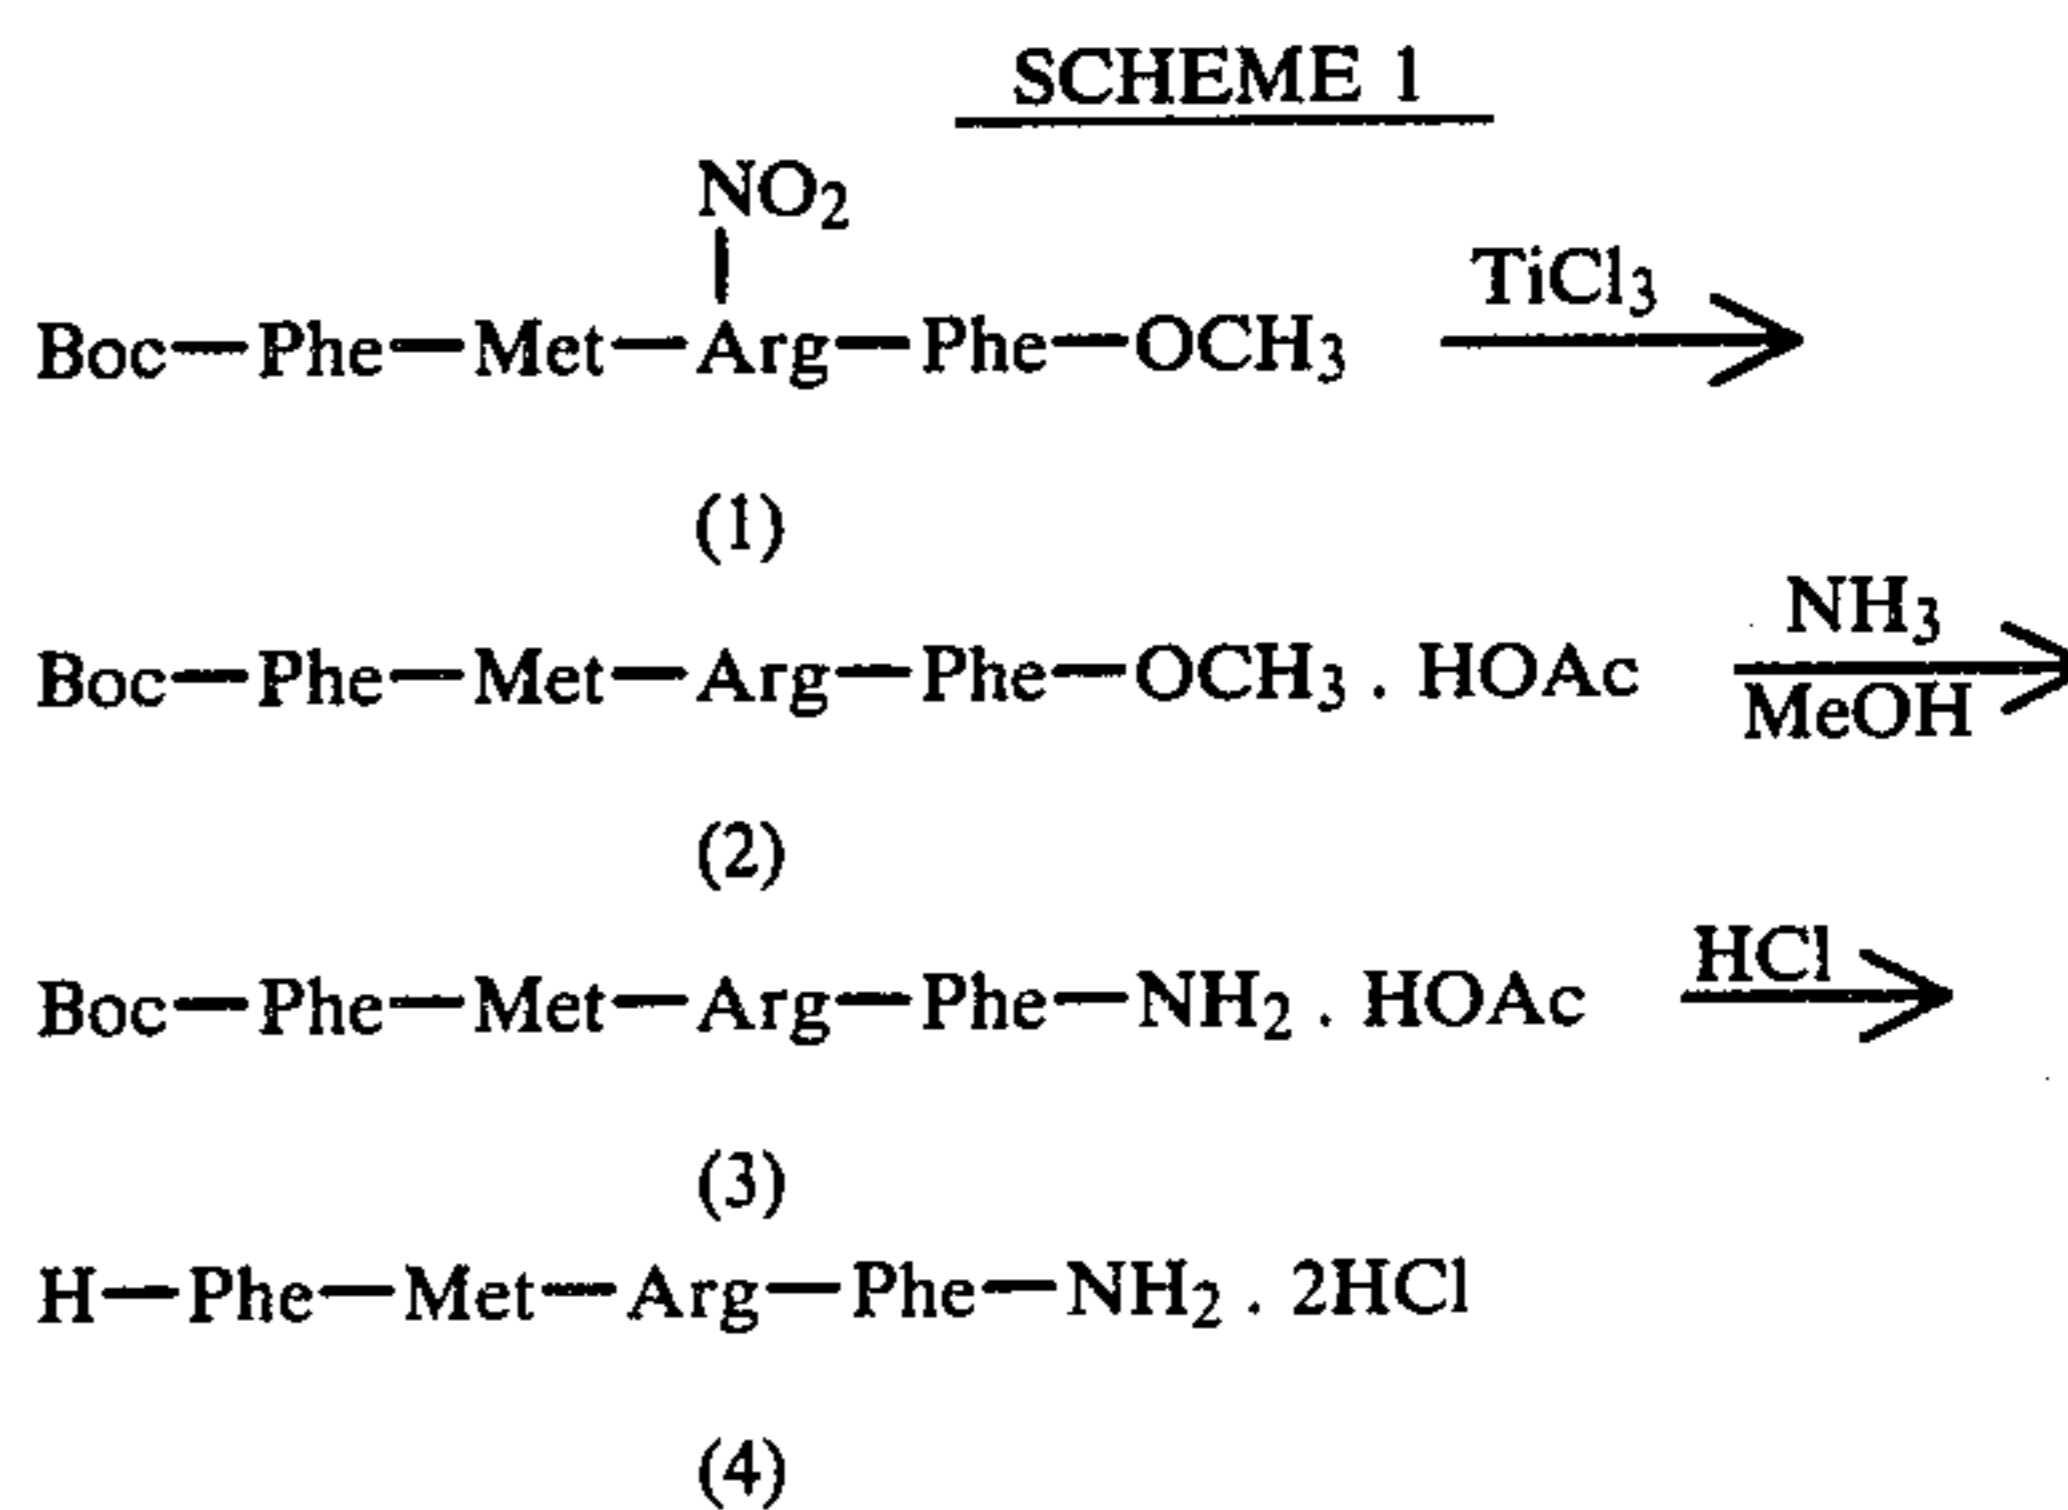 SCHEME 1
NO₂
Boc—Phe—Met—Arg—Phe—OCH₃ TiCl₃
(1)
Boc—Phe—Met—Arg—Phe—OCH₃ . HOAc NH₃
MeOH
(2)
Boc—Phe—Met—Arg—Phe—NH₂ . HOAc HCl
(3)
H—Phe—Met—Arg—Phe—NH₂ . 2HCl
(4)